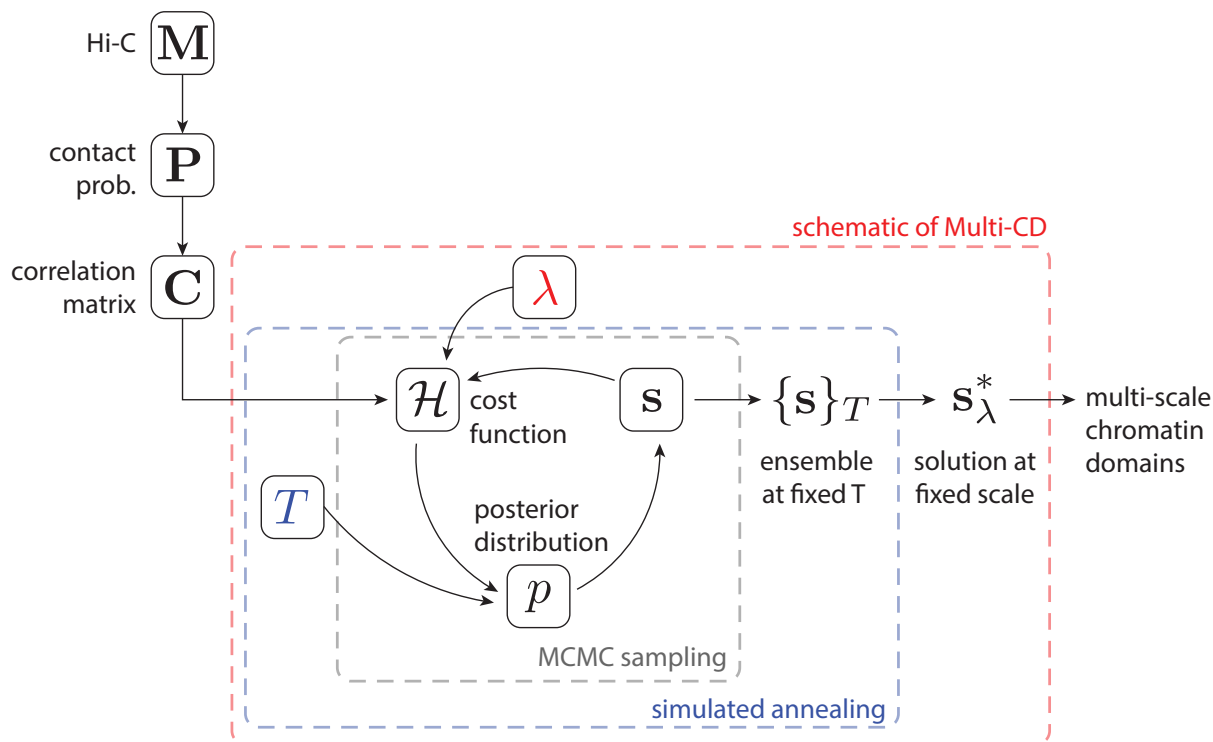 Hi-C
M
contact
prob.
P
correlation
matrix
C
schematic of Multi-CD
λ
ℋ
cost
function
s
{s}_T
ensemble
at fixed T
s*_λ
solution at
fixed scale
multi-scale
chromatin
domains
T
posterior
distribution
p
MCMC sampling
simulated annealing